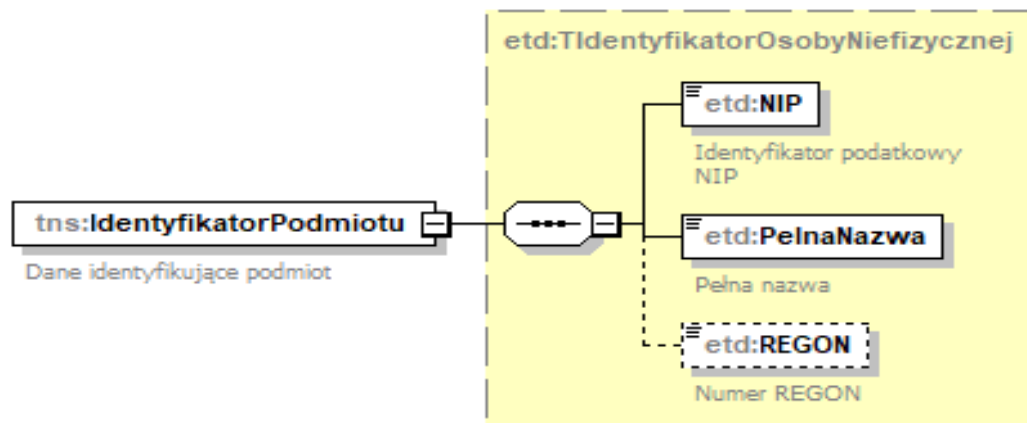 etd:TIdentyfikatorOsobyNiefizycznej
etd:NIP
Identyfikator podatkowy
NIP
tns:IdentyfikatorPodmiotu
Dane identyfikujące podmiot
etd:PelnaNazwa
Pełna nazwa
etd:REGON
Numer REGON